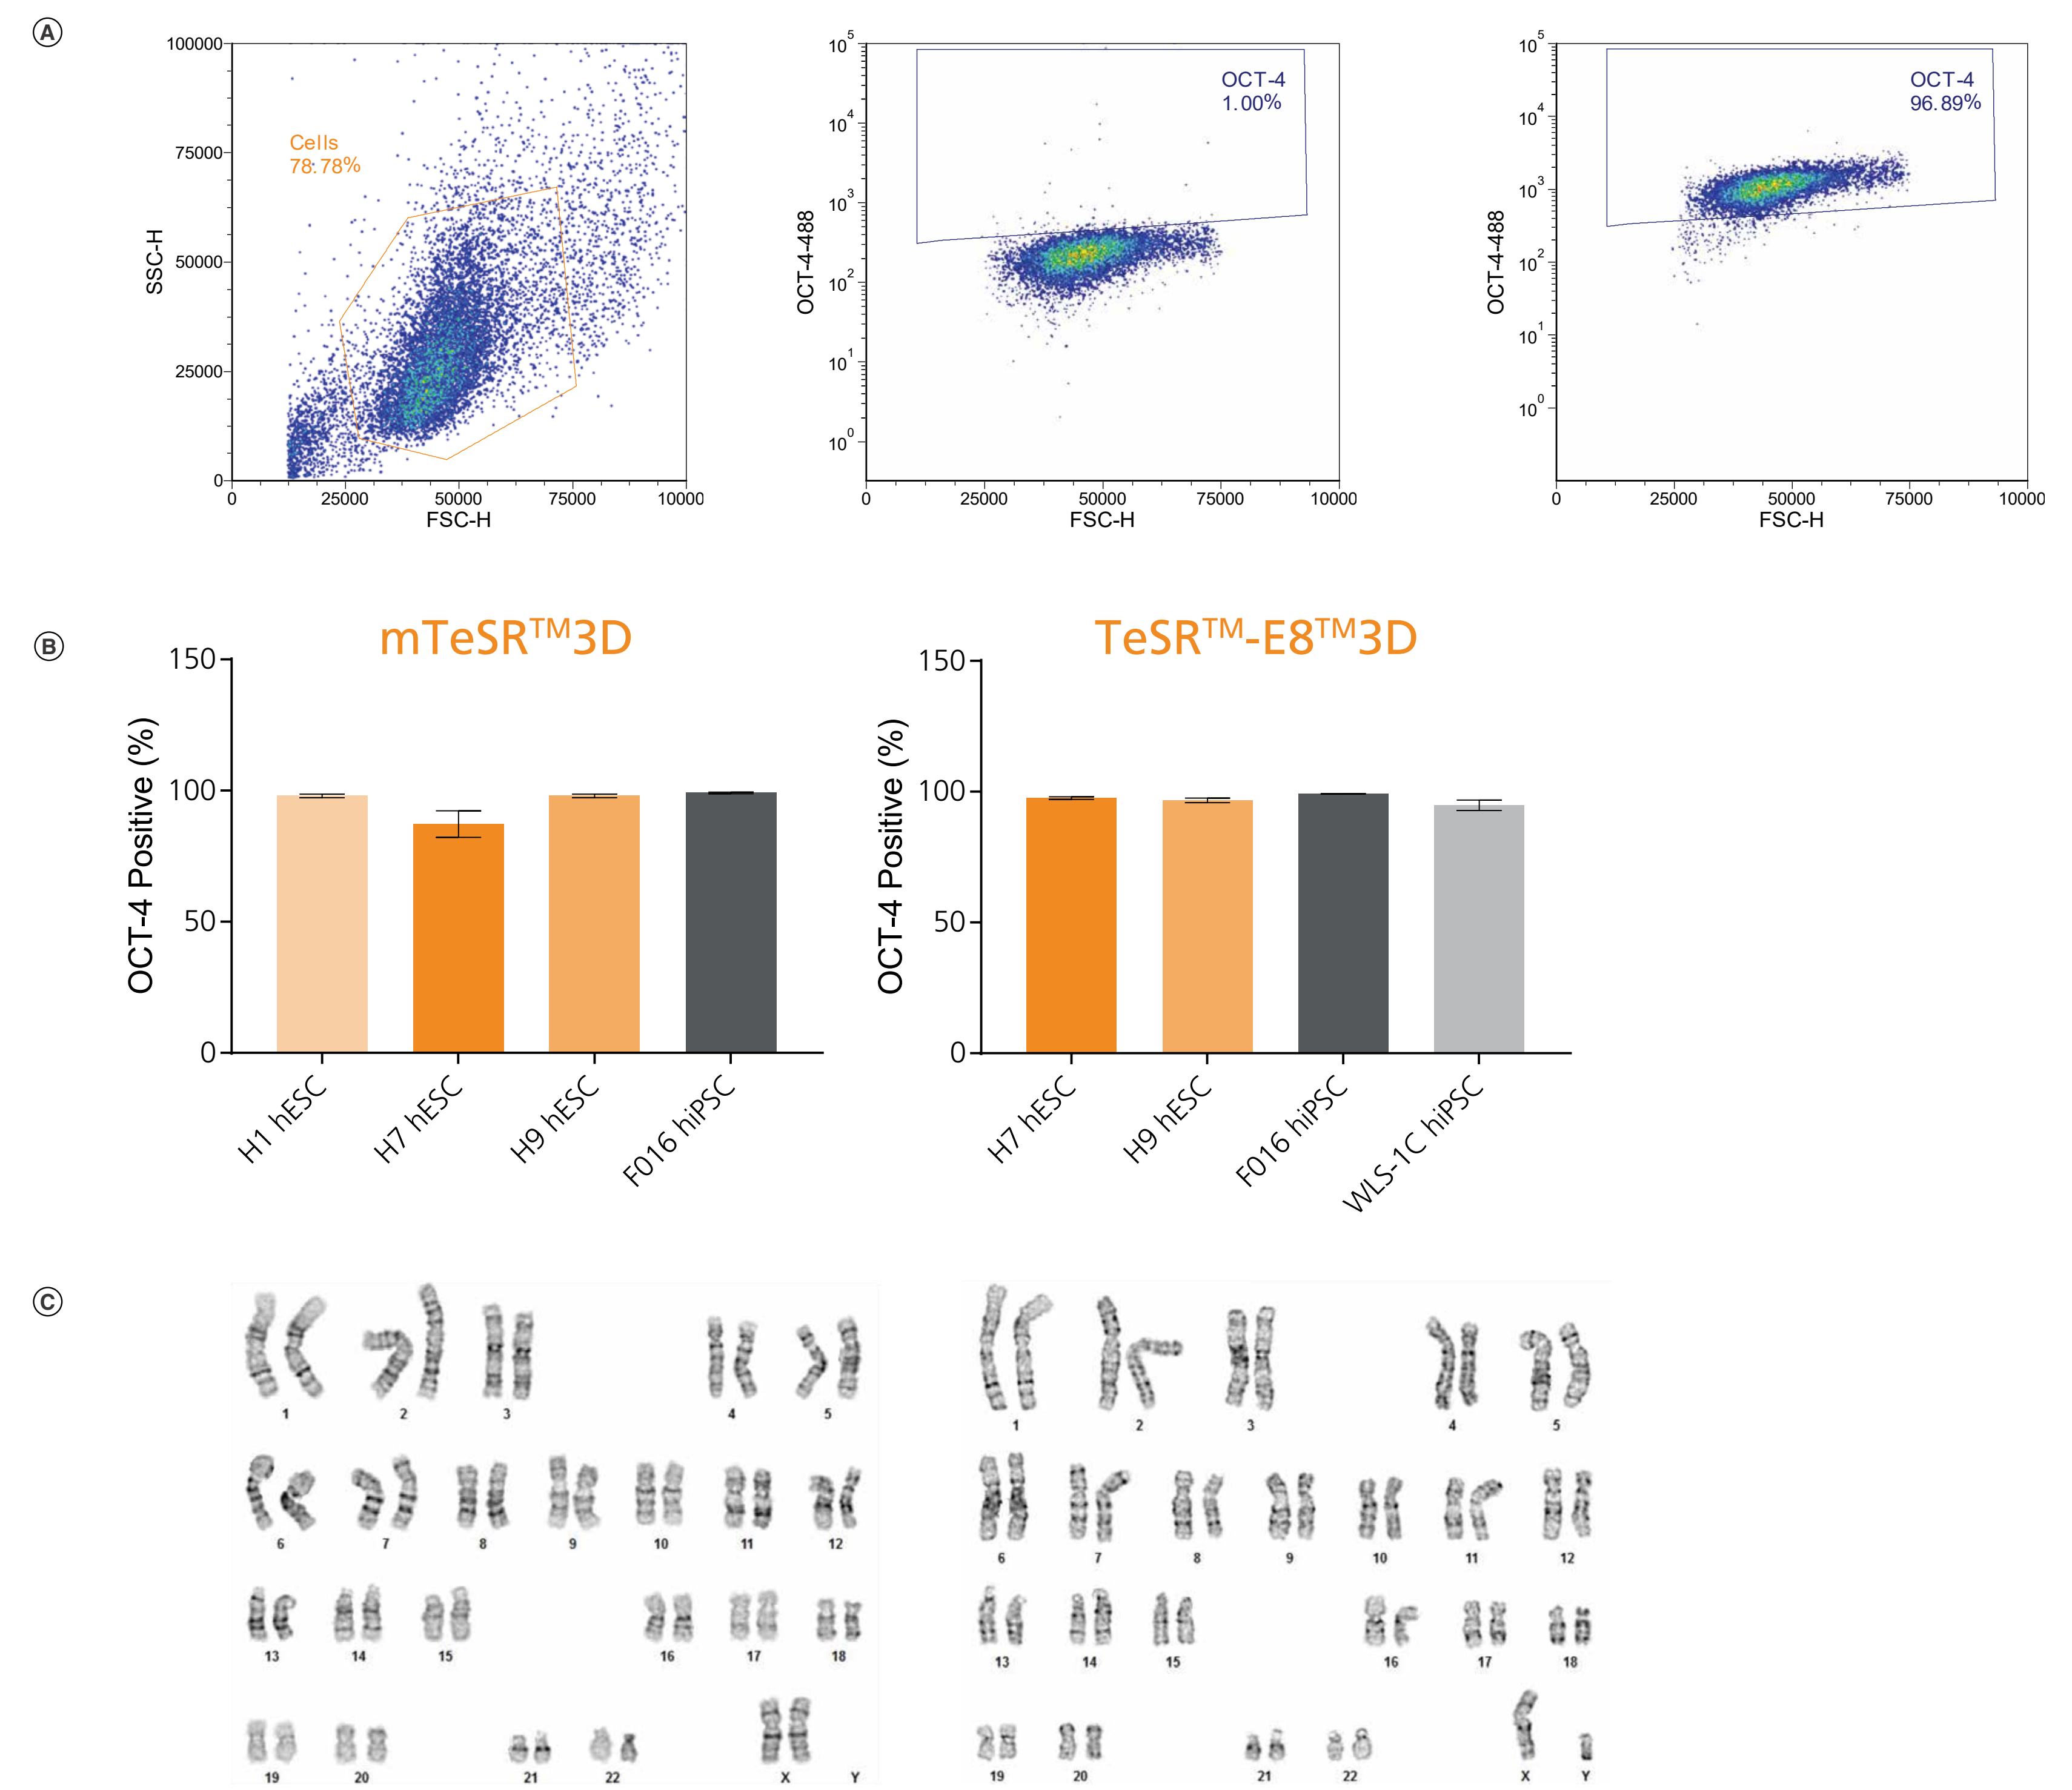 A
100000
75000
50000
25000
0
SSC-H
Cells
78.78%
0 25000 50000 75000 10000
FSC-H
10^5
10^4
10^3
10^2
10^1
10^0
OCT-4-488
OCT-4
1.00%
0 25000 50000 75000 10000
FSC-H
10^5
10^4
10^3
10^2
10^1
10^0
OCT-4-488
OCT-4
96.89%
0 25000 50000 75000 10000
FSC-H
B
mTeSR™3D
150
100
50
0
OCT-4 Positive (%)
H1 hESC
H7 hESC
H9 hESC
F016 hiPSC
TeSR™-E8™3D
150
100
50
0
OCT-4 Positive (%)
H7 hESC
H9 hESC
F016 hiPSC
WLS-1C hiPSC
C
1 2 3 4 5
6 7 8 9 10 11 12
13 14 15 16 17 18
19 20 21 22 X Y
1 2 3 4 5
6 7 8 9 10 11 12
13 14 15 16 17 18
19 20 21 22 X Y